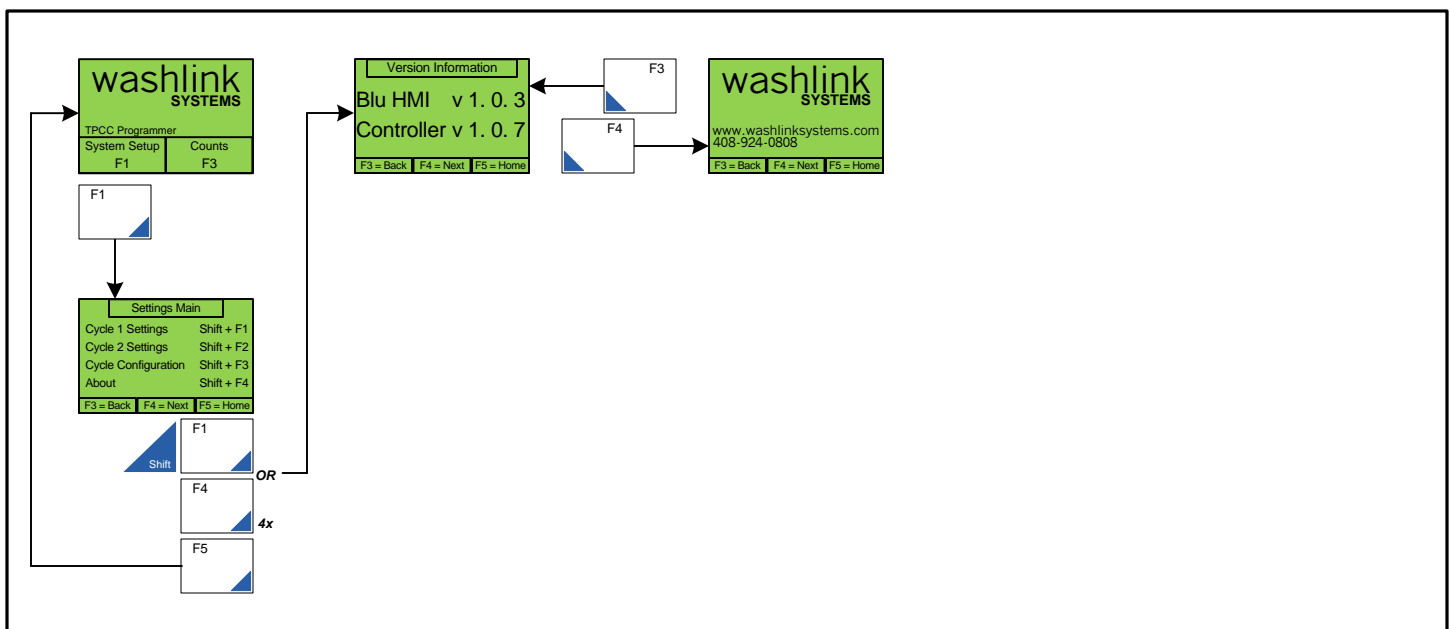 washlink
SYSTEMS
TPCC Programmer
System Setup Counts
F1 F3
F1
Settings Main
Cycle 1 Settings Shift + F1
Cycle 2 Settings Shift + F2
Cycle Configuration Shift + F3
About Shift + F4
F3 = Back F4 = Next F5 = Home
Shift
F1
OR
F4
4x
F5
Version Information
Blu HMI v 1. 0. 3
Controller v 1. 0. 7
F3 = Back F4 = Next F5 = Home
F3
F4
washlink
SYSTEMS
www.washlinksystems.com
408-924-0808
F3 = Back F4 = Next F5 = Home